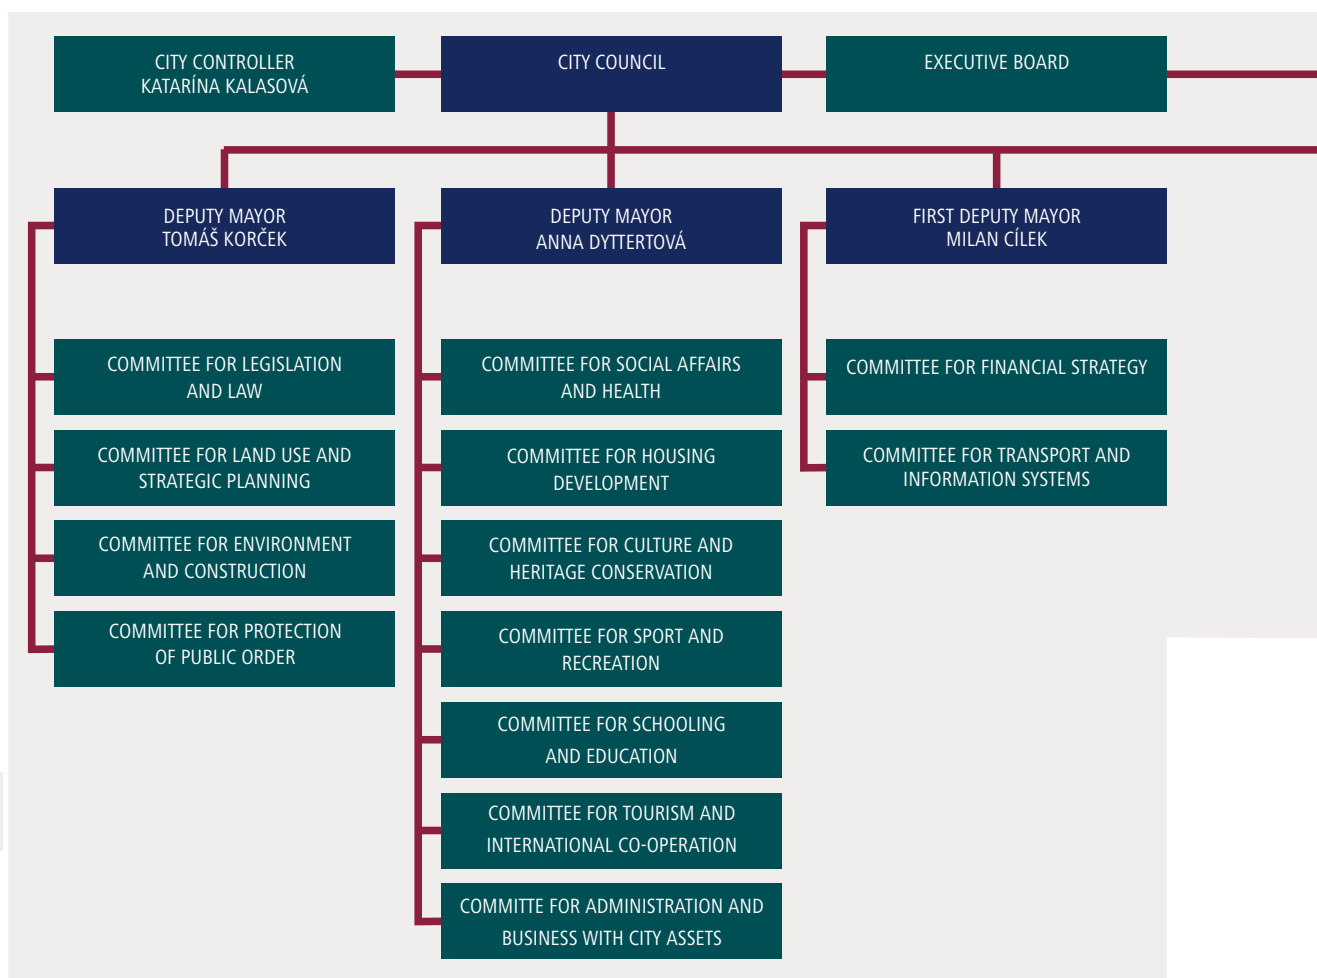 CITY CONTROLLER
KATARÍNA KALASOVÁ
CITY COUNCIL
EXECUTIVE BOARD
DEPUTY MAYOR
TOMÁŠ KORČEK
DEPUTY MAYOR
ANNA DYTTERTOVÁ
FIRST DEPUTY MAYOR
MILAN CÍLEK
COMMITTEE FOR LEGISLATION
AND LAW
COMMITTEE FOR LAND USE AND
STRATEGIC PLANNING
COMMITTEE FOR ENVIRONMENT
AND CONSTRUCTION
COMMITTEE FOR PROTECTION
OF PUBLIC ORDER
COMMITTEE FOR SOCIAL AFFAIRS
AND HEALTH
COMMITTEE FOR HOUSING
DEVELOPMENT
COMMITTEE FOR CULTURE AND
HERITAGE CONSERVATION
COMMITTEE FOR SPORT AND
RECREATION
COMMITTEE FOR SCHOOLING
AND EDUCATION
COMMITTEE FOR TOURISM AND
INTERNATIONAL CO-OPERATION
COMMITTE FOR ADMINISTRATION AND
BUSINESS WITH CITY ASSETS
COMMITTEE FOR FINANCIAL STRATEGY
COMMITTEE FOR TRANSPORT AND
INFORMATION SYSTEMS